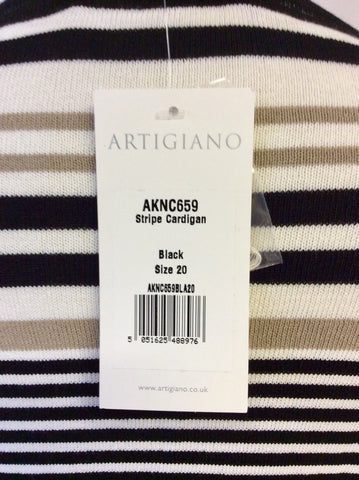 ARTIGIANO
AKNC659
Stripe Cardigan
Black
Size 20
AKNC659BLA20
5 051625 488976
www.artigiano.co.uk